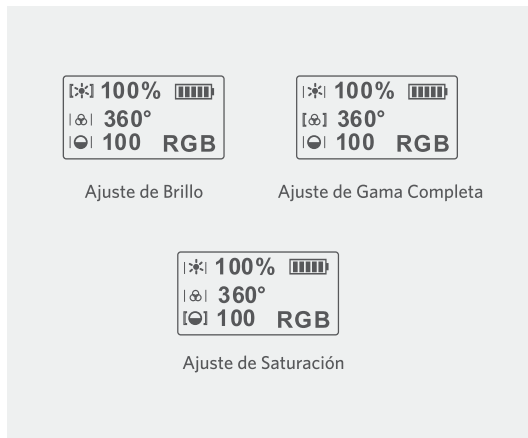 [☀] 100%
|| 360°
|| 100 RGB
Ajuste de Brillo
|☀| 100%
[] 360°
|| 100 RGB
Ajuste de Gama Completa
|☀| 100%
|| 360°
[] 100 RGB
Ajuste de Saturación